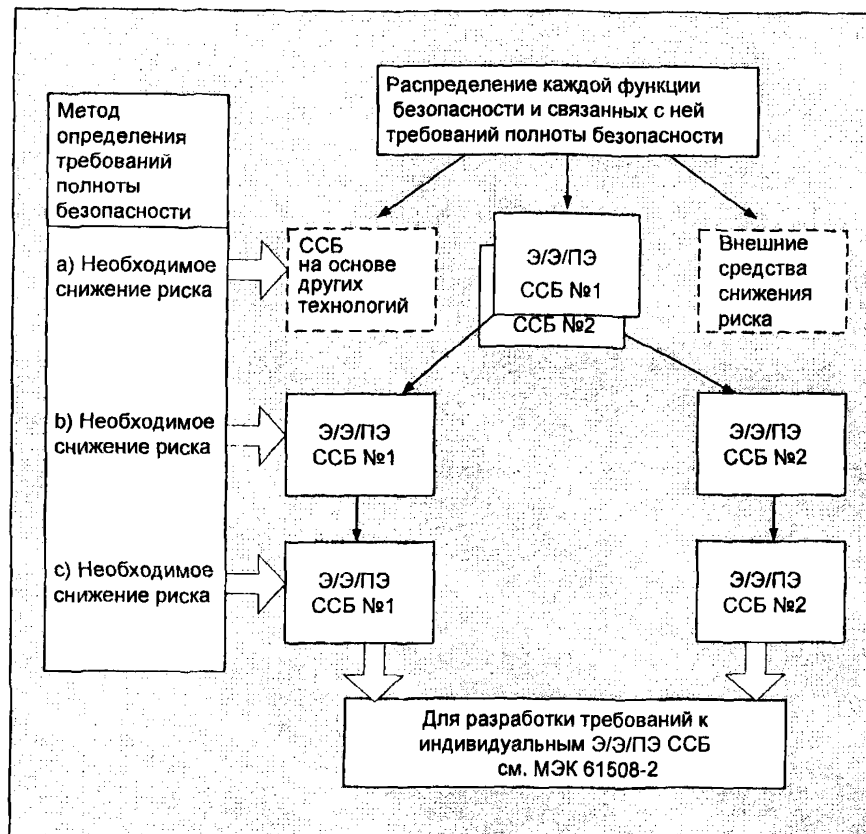 Распределение каждой функции
безопасности и связанных с ней
требований полноты безопасности
Метод
определения
требований
полноты
безопасности
а) Необходимое
снижение риска
ССБ
на основе
других
технологий
Э/Э/ПЭ
ССБ №1
ССБ №2
Внешние
средства
снижения
риска
b) Необходимое
снижение риска
Э/Э/ПЭ
ССБ №1
Э/Э/ПЭ
ССБ №2
с) Необходимое
снижение риска
Э/Э/ПЭ
ССБ №1
Э/Э/ПЭ
ССБ №2
Для разработки требований к
индивидуальным Э/Э/ПЭ ССБ
см. МЭК 61508-2